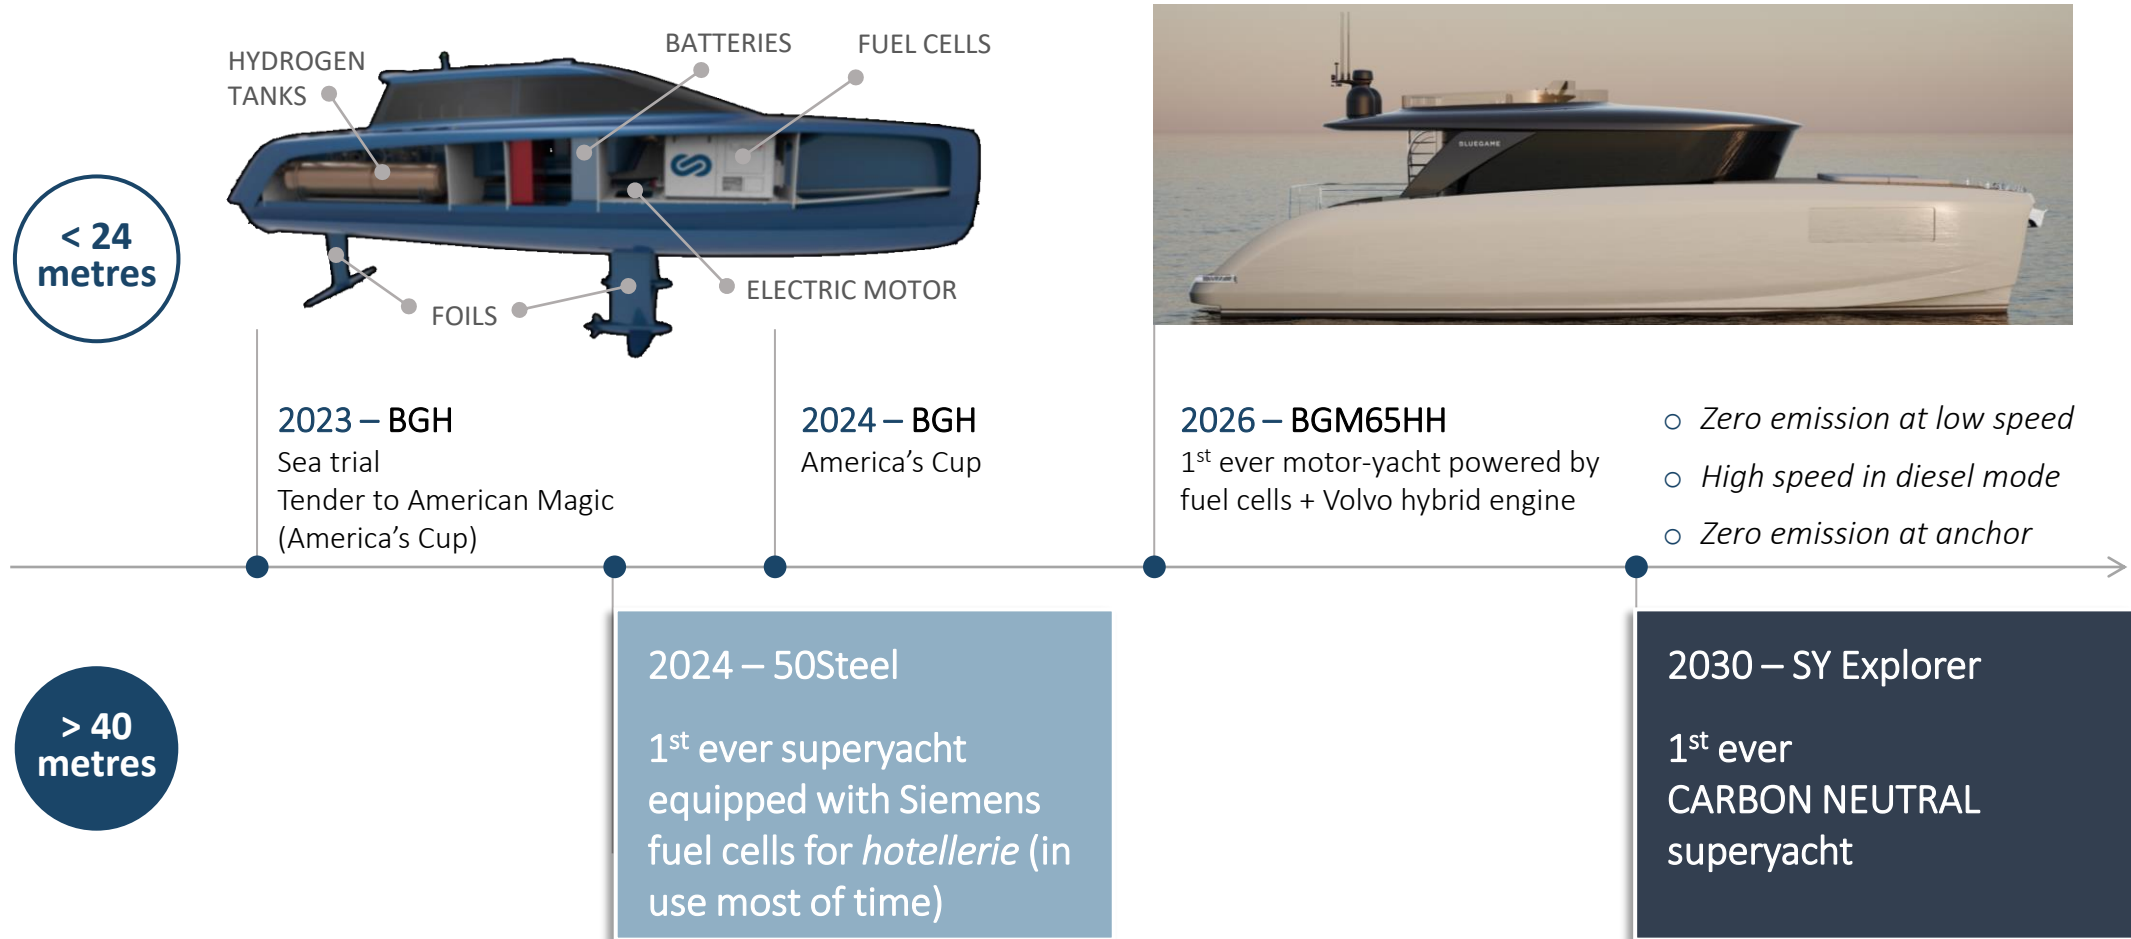 HYDROGEN
TANKS
BATTERIES
FUEL CELLS
BLUEGAME
< 24
metres
FOILS
ELECTRIC MOTOR
2023 – BGH
Sea trial
Tender to American Magic
(America’s Cup)
2024 – BGH
America’s Cup
2026 – BGM65HH
1st ever motor-yacht powered by
fuel cells + Volvo hybrid engine
Zero emission at low speed
High speed in diesel mode
Zero emission at anchor
> 40
metres
2024 – 50Steel
1st ever superyacht
equipped with Siemens
fuel cells for hotellerie (in
use most of time)
2030 – SY Explorer
1st ever
CARBON NEUTRAL
superyacht